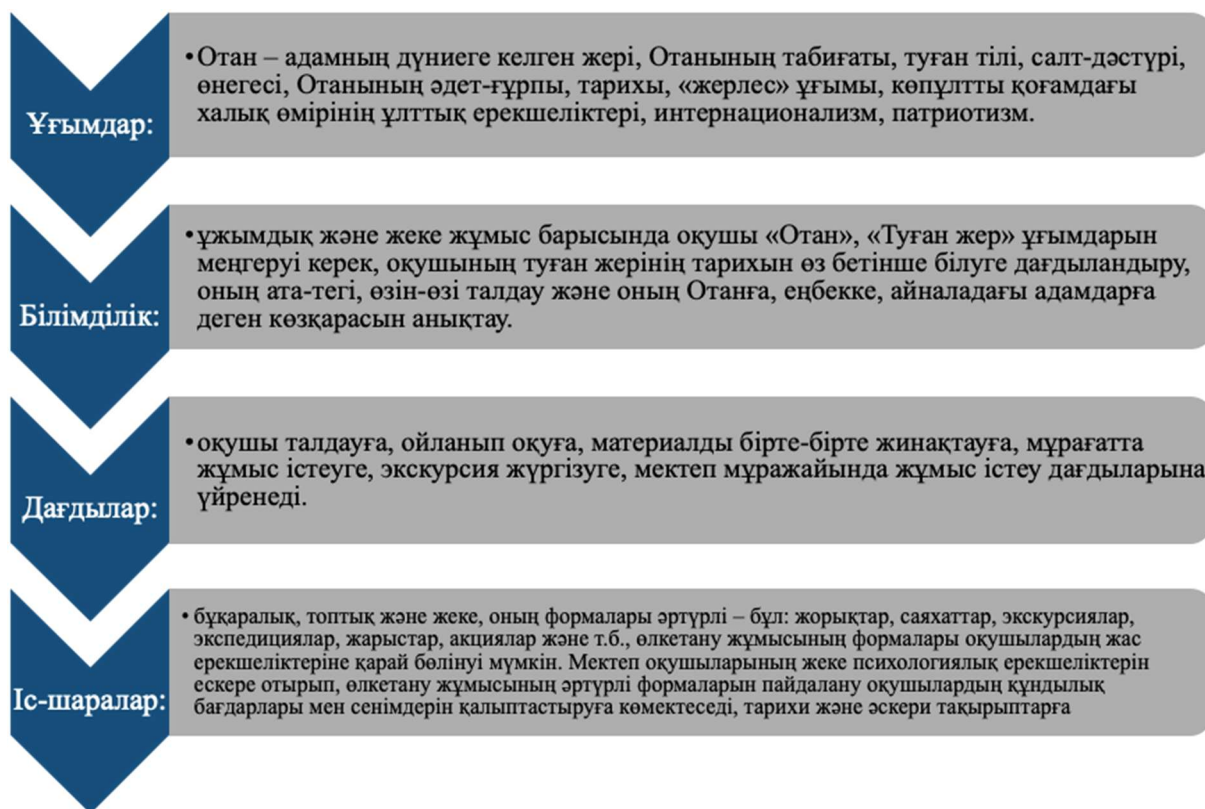 Ұғымдар:
•Отан – адамның дүниеге келген жері, Отанының табиғаты, туған тілі, салт-дәстүрі,
өнегесі, Отанының әдет-ғұрпы, тарихы, «жерлес» ұғымы, көпұлтты қоғамдағы
халық өмірінің ұлттық ерекшеліктері, интернационализм, патриотизм.
Білімділік:
•ұжымдық және жеке жұмыс барысында оқушы «Отан», «Туған жер» ұғымдарын
меңгеруі керек, оқушының туған жерінің тарихын өз бетінше білуге дағдыландыру,
оның ата-тегі, өзін-өзі талдау және оның Отанға, еңбекке, айналадағы адамдарға
деген көзқарасын анықтау.
Дағдылар:
•оқушы талдауға, ойланып оқуға, материалды бірте-бірте жинақтауға, мұрағатта
жұмыс істеуге, экскурсия жүргізуге, мектеп мұражайында жұмыс істеу дағдыларына
үйренеді.
Іс-шаралар:
•бұқаралық, топтық және жеке, оның формалары әртүрлі – бұл: жорықтар, саяхаттар, экскурсиялар,
экспедициялар, жарыстар, акциялар және т.б., өлкетану жұмысының формалары оқушылардың жас
ерекшеліктеріне қарай бөлінуі мүмкін. Мектеп оқушыларының жеке психологиялық ерекшеліктерін
ескере отырып, өлкетану жұмысының әртүрлі формаларын пайдалану оқушылардың құндылық
бағдарлары мен сенімдерін қалыптастыруға көмектеседі, тарихи және әскери тақырыптарға